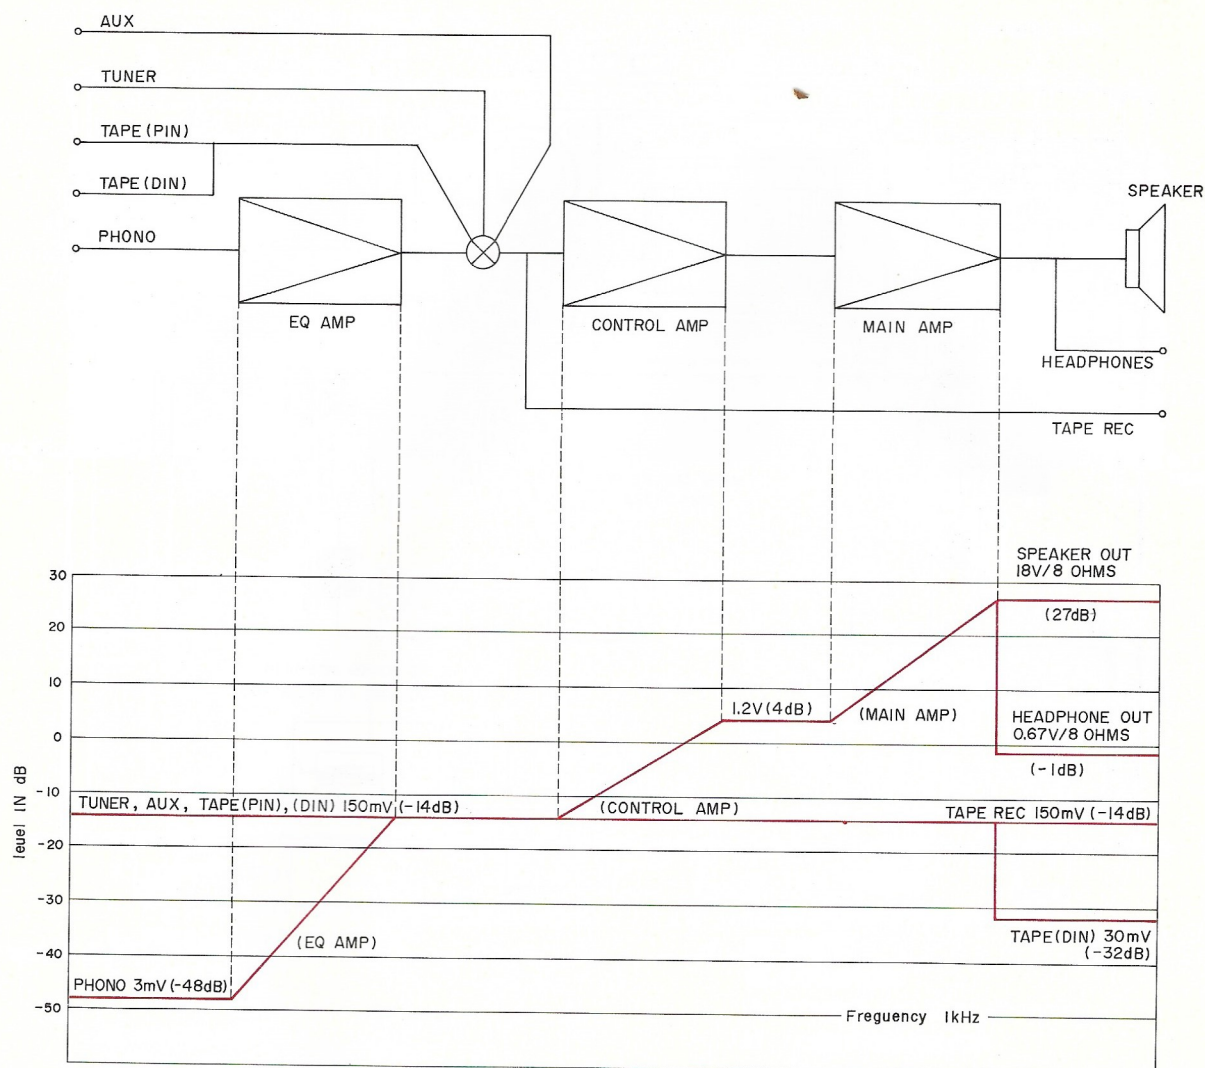 AUX
TUNER
TAPE (PIN)
TAPE (DIN)
PHONO
SPEAKER
EQ AMP
CONTROL AMP
MAIN AMP
HEADPHONES
TAPE REC
SPEAKER OUT
18V/8 OHMS
30
(27dB)
20
10
1.2V (4dB)
(MAIN AMP)
HEADPHONE OUT
0.67V/8 OHMS
0
(-1dB)
-10
TUNER, AUX, TAPE(PIN), (DIN) 150mV (-14dB)
(CONTROL AMP)
TAPE REC 150mV (-14dB)
leuel IN dB
-20
-30
(EQ AMP)
TAPE(DIN) 30mV
(-32dB)
-40
PHONO 3mV (-48dB)
-50
Freguency 1kHz